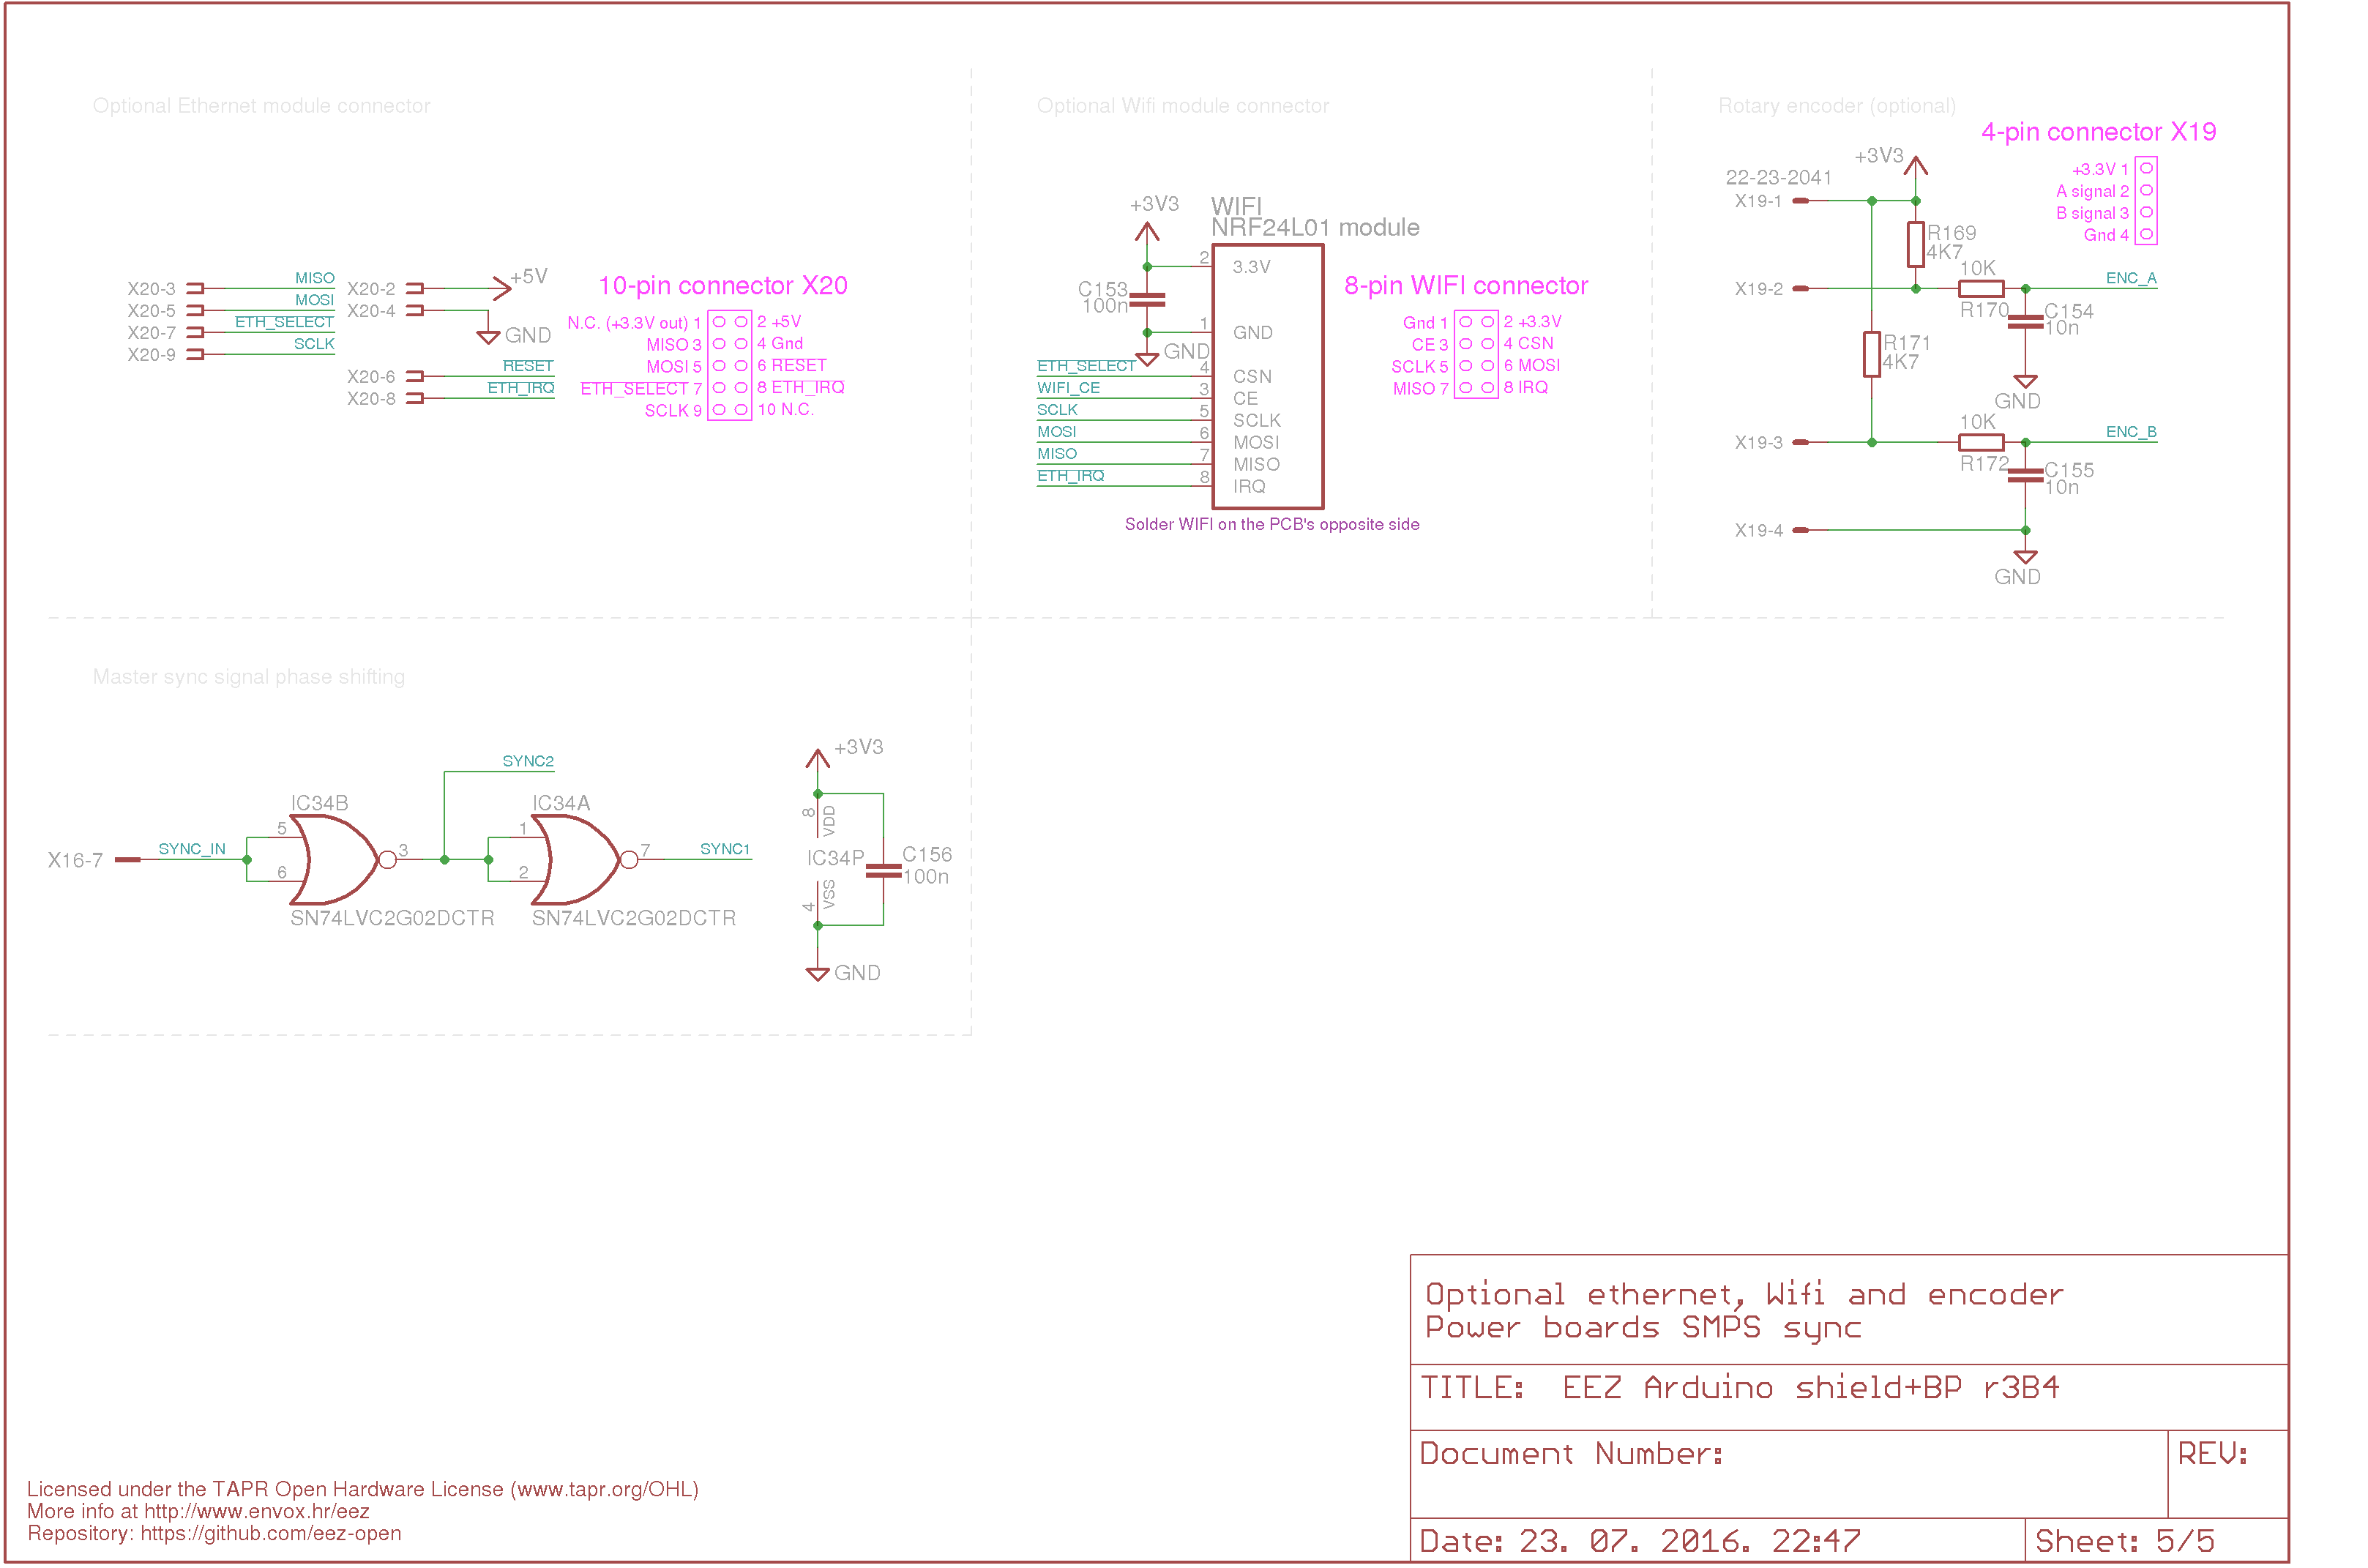 Optional Ethernet module connector
X20-3
MISO
X20-5
MOSI
X20-7
ETH_SELECT
X20-9
SCLK
X20-2
+5V
X20-4
GND
X20-6
RESET
X20-8
ETH_IRQ
10-pin connector X20
N.C. (+3.3V out) 1
2 +5V
MISO 3
4 Gnd
MOSI 5
6 RESET
ETH_SELECT 7
8 ETH_IRQ
SCLK 9
10 N.C.
Optional Wifi module connector
+3V3
WIFI
NRF24L01 module
C153
100n
GND
2
3.3V
1
GND
ETH_SELECT
4
CSN
WIFI_CE
3
CE
SCLK
5
SCLK
MOSI
6
MOSI
MISO
7
MISO
ETH_IRQ
8
IRQ
Solder WIFI on the PCB's opposite side
8-pin WIFI connector
Gnd 1
2 +3.3V
CE 3
4 CSN
SCLK 5
6 MOSI
MISO 7
8 IRQ
Rotary encoder (optional)
4-pin connector X19
+3.3V 1
A signal 2
B signal 3
Gnd 4
+3V3
22-23-2041
X19-1
R169
4K7
X19-2
10K
R170
ENC_A
C154
10n
GND
R171
4K7
X19-3
10K
R172
ENC_B
C155
10n
X19-4
GND
Master sync signal phase shifting
X16-7
SYNC_IN
IC34B
5
6
3
SN74LVC2G02DCTR
SYNC2
IC34A
1
2
7
SN74LVC2G02DCTR
SYNC1
+3V3
8
VDD
IC34P
4
VSS
C156
100n
GND
Optional ethernet, Wifi and encoder
Power boards SMPS sync
TITLE: EEZ Arduino shield+BP r3B4
Document Number:
REV:
Date: 23. 07. 2016. 22:47
Sheet: 5/5
Licensed under the TAPR Open Hardware License (www.tapr.org/OHL)
More info at http://www.envox.hr/eez
Repository: https://github.com/eez-open